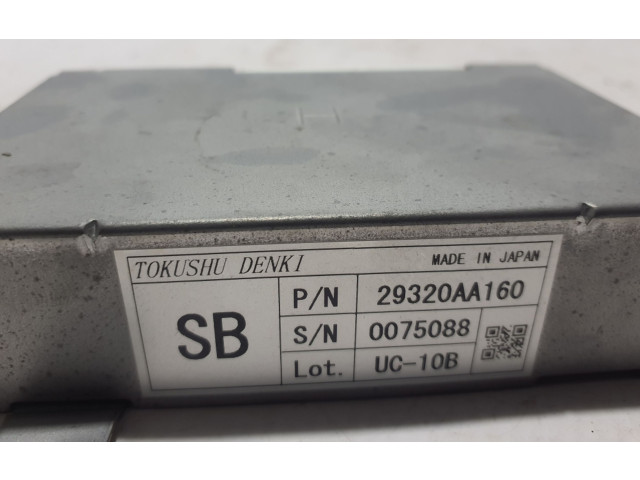 TOKUSHU DENKI MADE IN JAPAN
SB
P/N 29320AA160
S/N 0075088
Lot. UC-10B